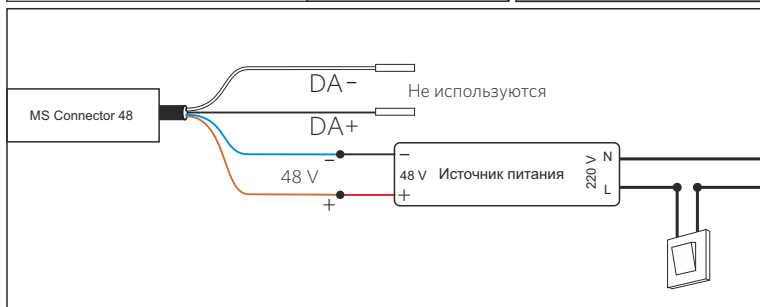 DA-
Не используются
MS Connector 48
DA+
- - N
48 V 48 V Источник питания 220 V
+ + L